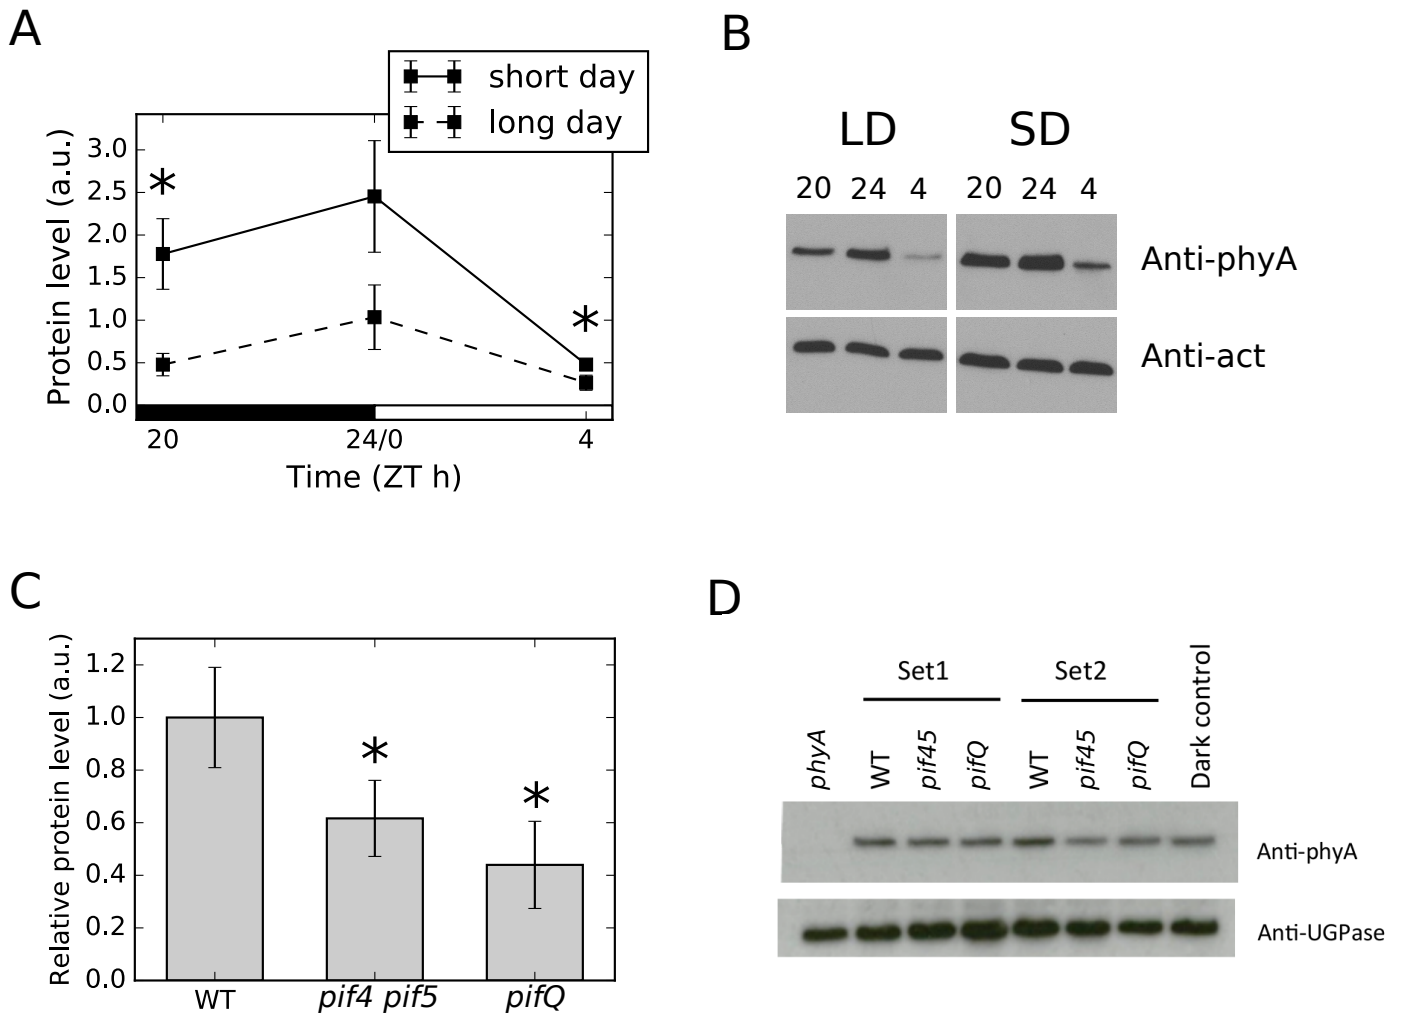 A
short day
long day
Protein level (a.u.)
3.0
2.5
2.0
1.5
1.0
0.5
0.0
*
*
20
24/0
4
Time (ZT h)
B
LD
SD
20
24
4
20
24
4
Anti-phyA
Anti-act
C
Relative protein level (a.u.)
1.2
1.0
0.8
0.6
0.4
0.2
0.0
*
*
WT
pif4 pif5
pifQ
D
Set1
Set2
phyA
WT
pif45
pifQ
WT
pif45
pifQ
Dark control
Anti-phyA
Anti-UGPase